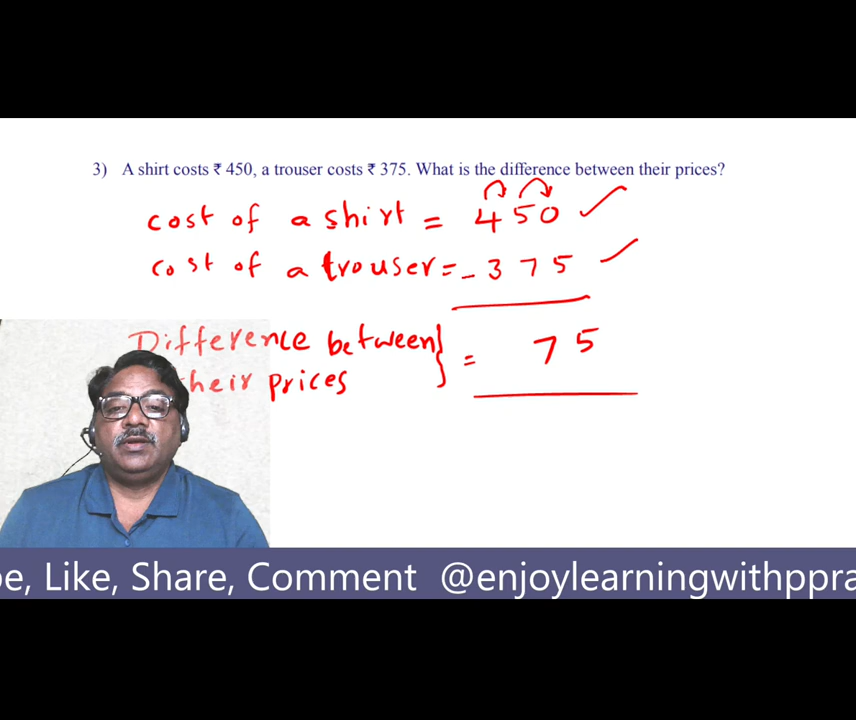 3) A shirt costs ₹ 450, a trouser costs ₹ 375. What is the difference between their prices?
cost of a shirt = 450
cost of a trouser = - 375
Difference between } = 75
their prices
Like, Share, Comment @enjoylearningwithppra